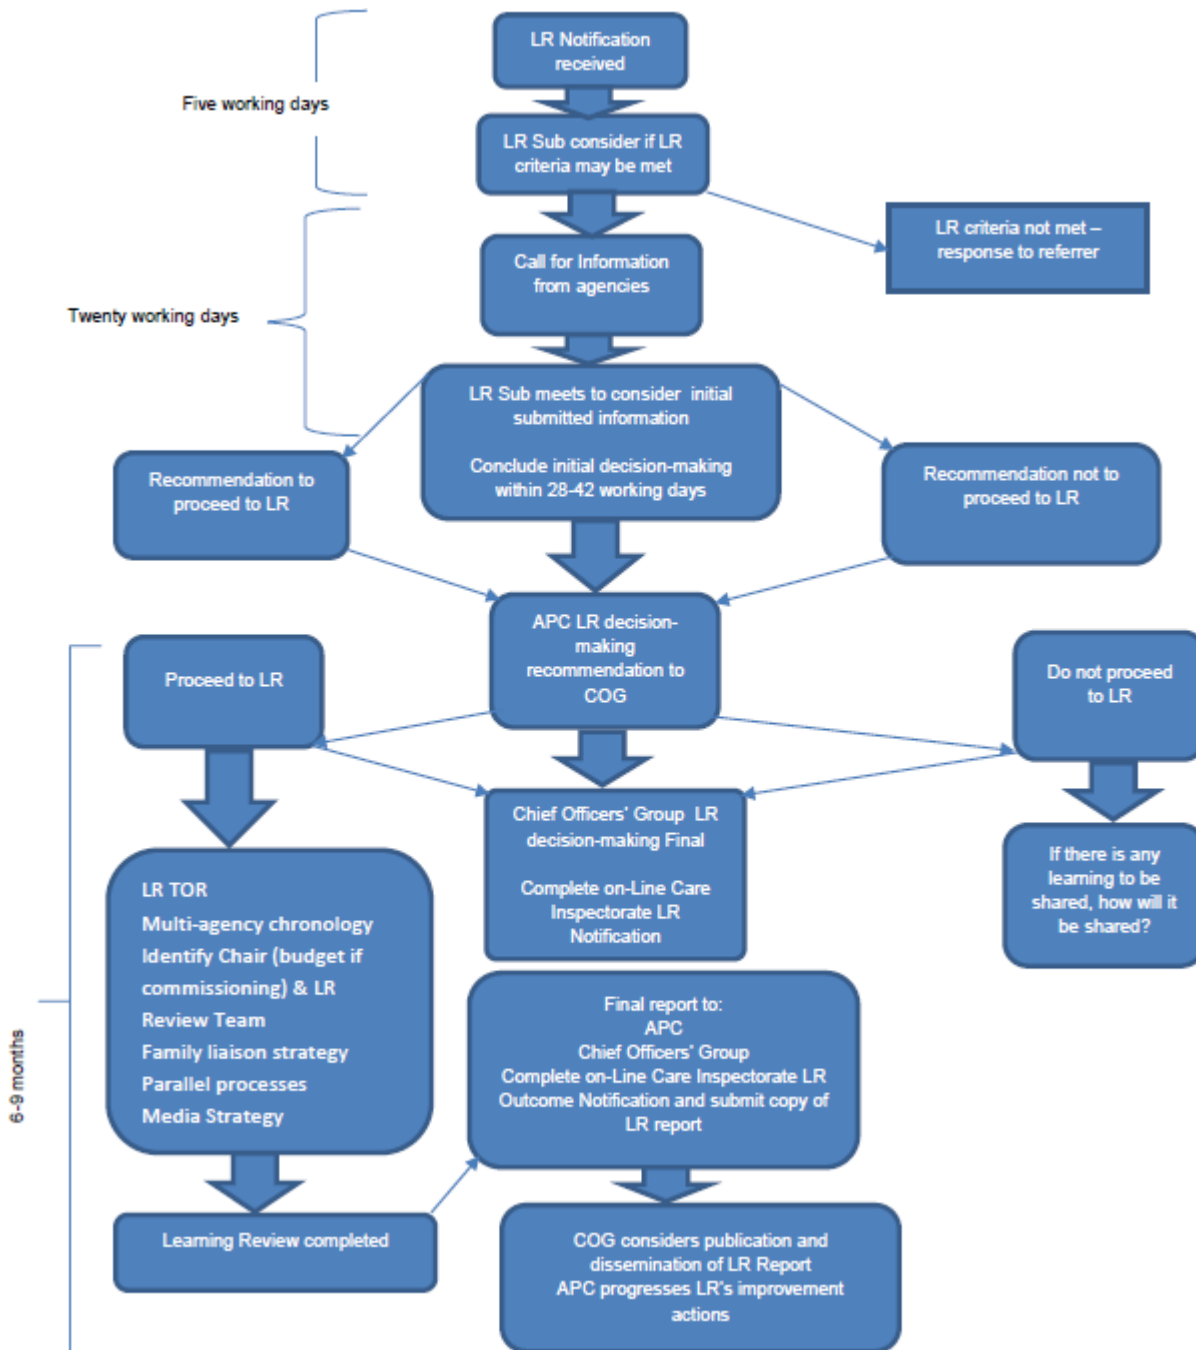 LR Notification
received
Five working days
LR Sub consider if LR
criteria may be met
LR criteria not met –
response to referrer
Call for Information
from agencies
Twenty working days
LR Sub meets to consider initial
submitted information
Conclude initial decision-making
within 28-42 working days
Recommendation to
proceed to LR
Recommendation not to
proceed to LR
APC LR decision-
making
recommendation to
COG
Proceed to LR
Do not proceed
to LR
Chief Officers' Group LR
decision-making Final
Complete on-Line Care
Inspectorate LR
Notification
If there is any
learning to be
shared, how will it
be shared?
LR TOR
Multi-agency chronology
Identify Chair (budget if
commissioning) & LR
Review Team
Family liaison strategy
Parallel processes
Media Strategy
6-9 months
Final report to:
APC
Chief Officers' Group
Complete on-Line Care Inspectorate LR
Outcome Notification and submit copy of
LR report
Learning Review completed
COG considers publication and
dissemination of LR Report
APC progresses LR's improvement
actions